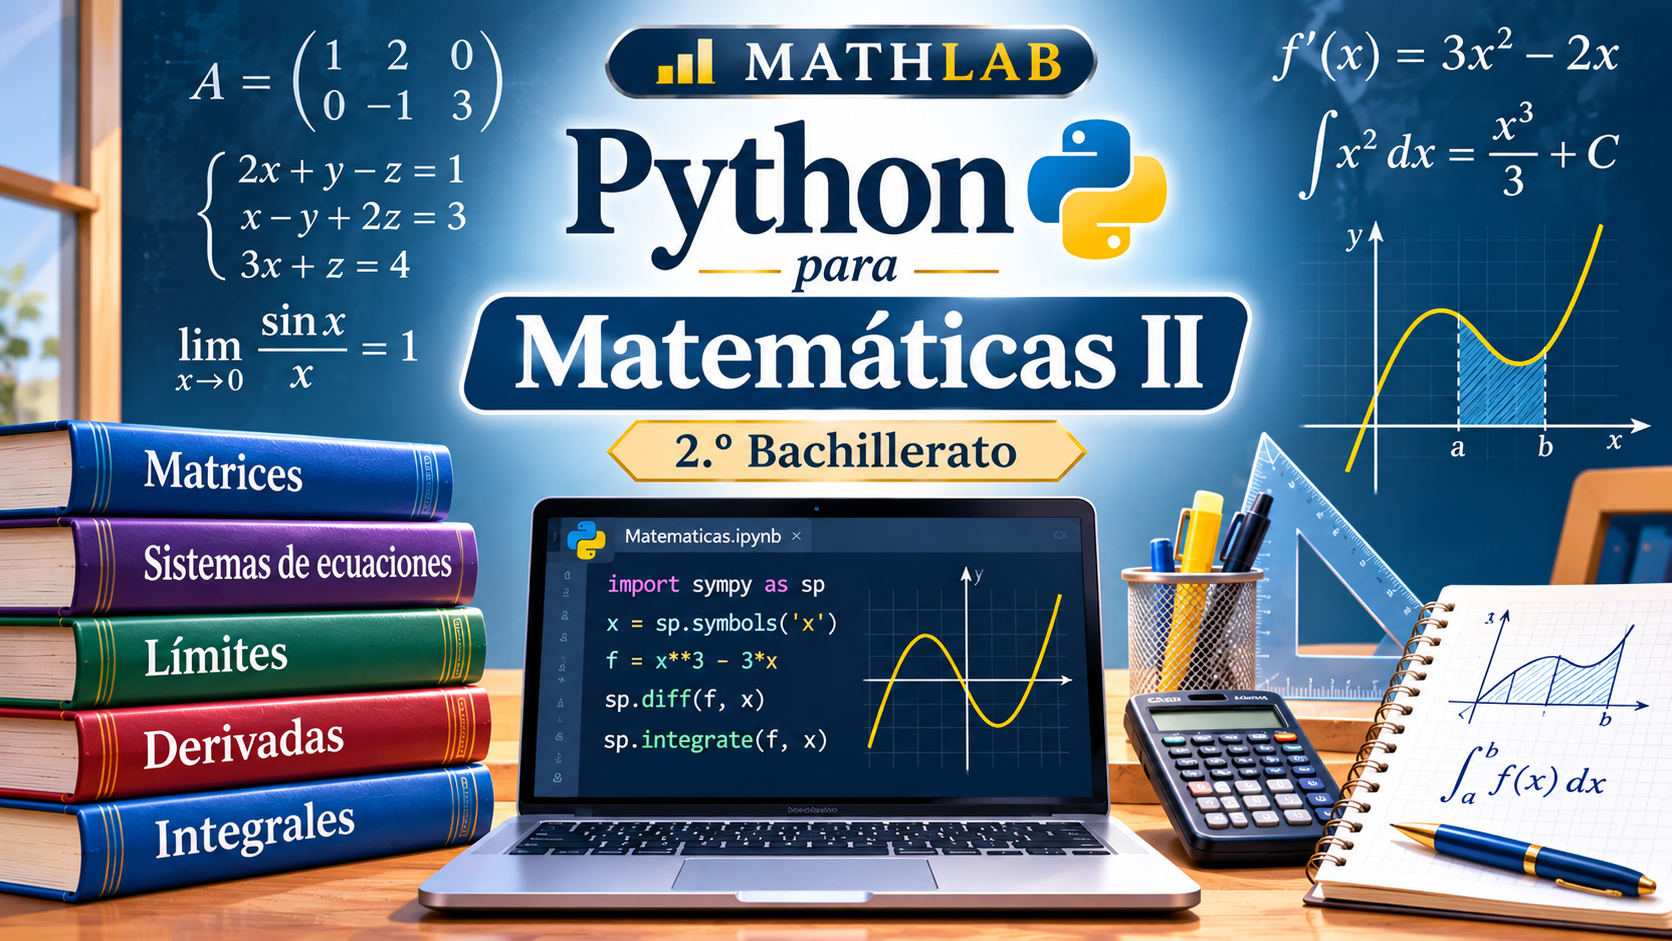 MATHLAB
Python
para
Matemáticas II
2.º Bachillerato
A = ( 1 2 0
0 −1 3 )
{ 2x + y − z = 1
x − y + 2z = 3
3x + z = 4
lim x→0 sin x / x = 1
f′(x) = 3x² − 2x
∫ x² dx = x³/3 + C
y
a b x
Matrices
Sistemas de ecuaciones
Límites
Derivadas
Integrales
Matematicas.ipynb ×
import sympy as sp
x = sp.symbols('x')
f = x**3 − 3*x
sp.diff(f, x)
sp.integrate(f, x)
y
b
∫ₐᵇ f(x) dx